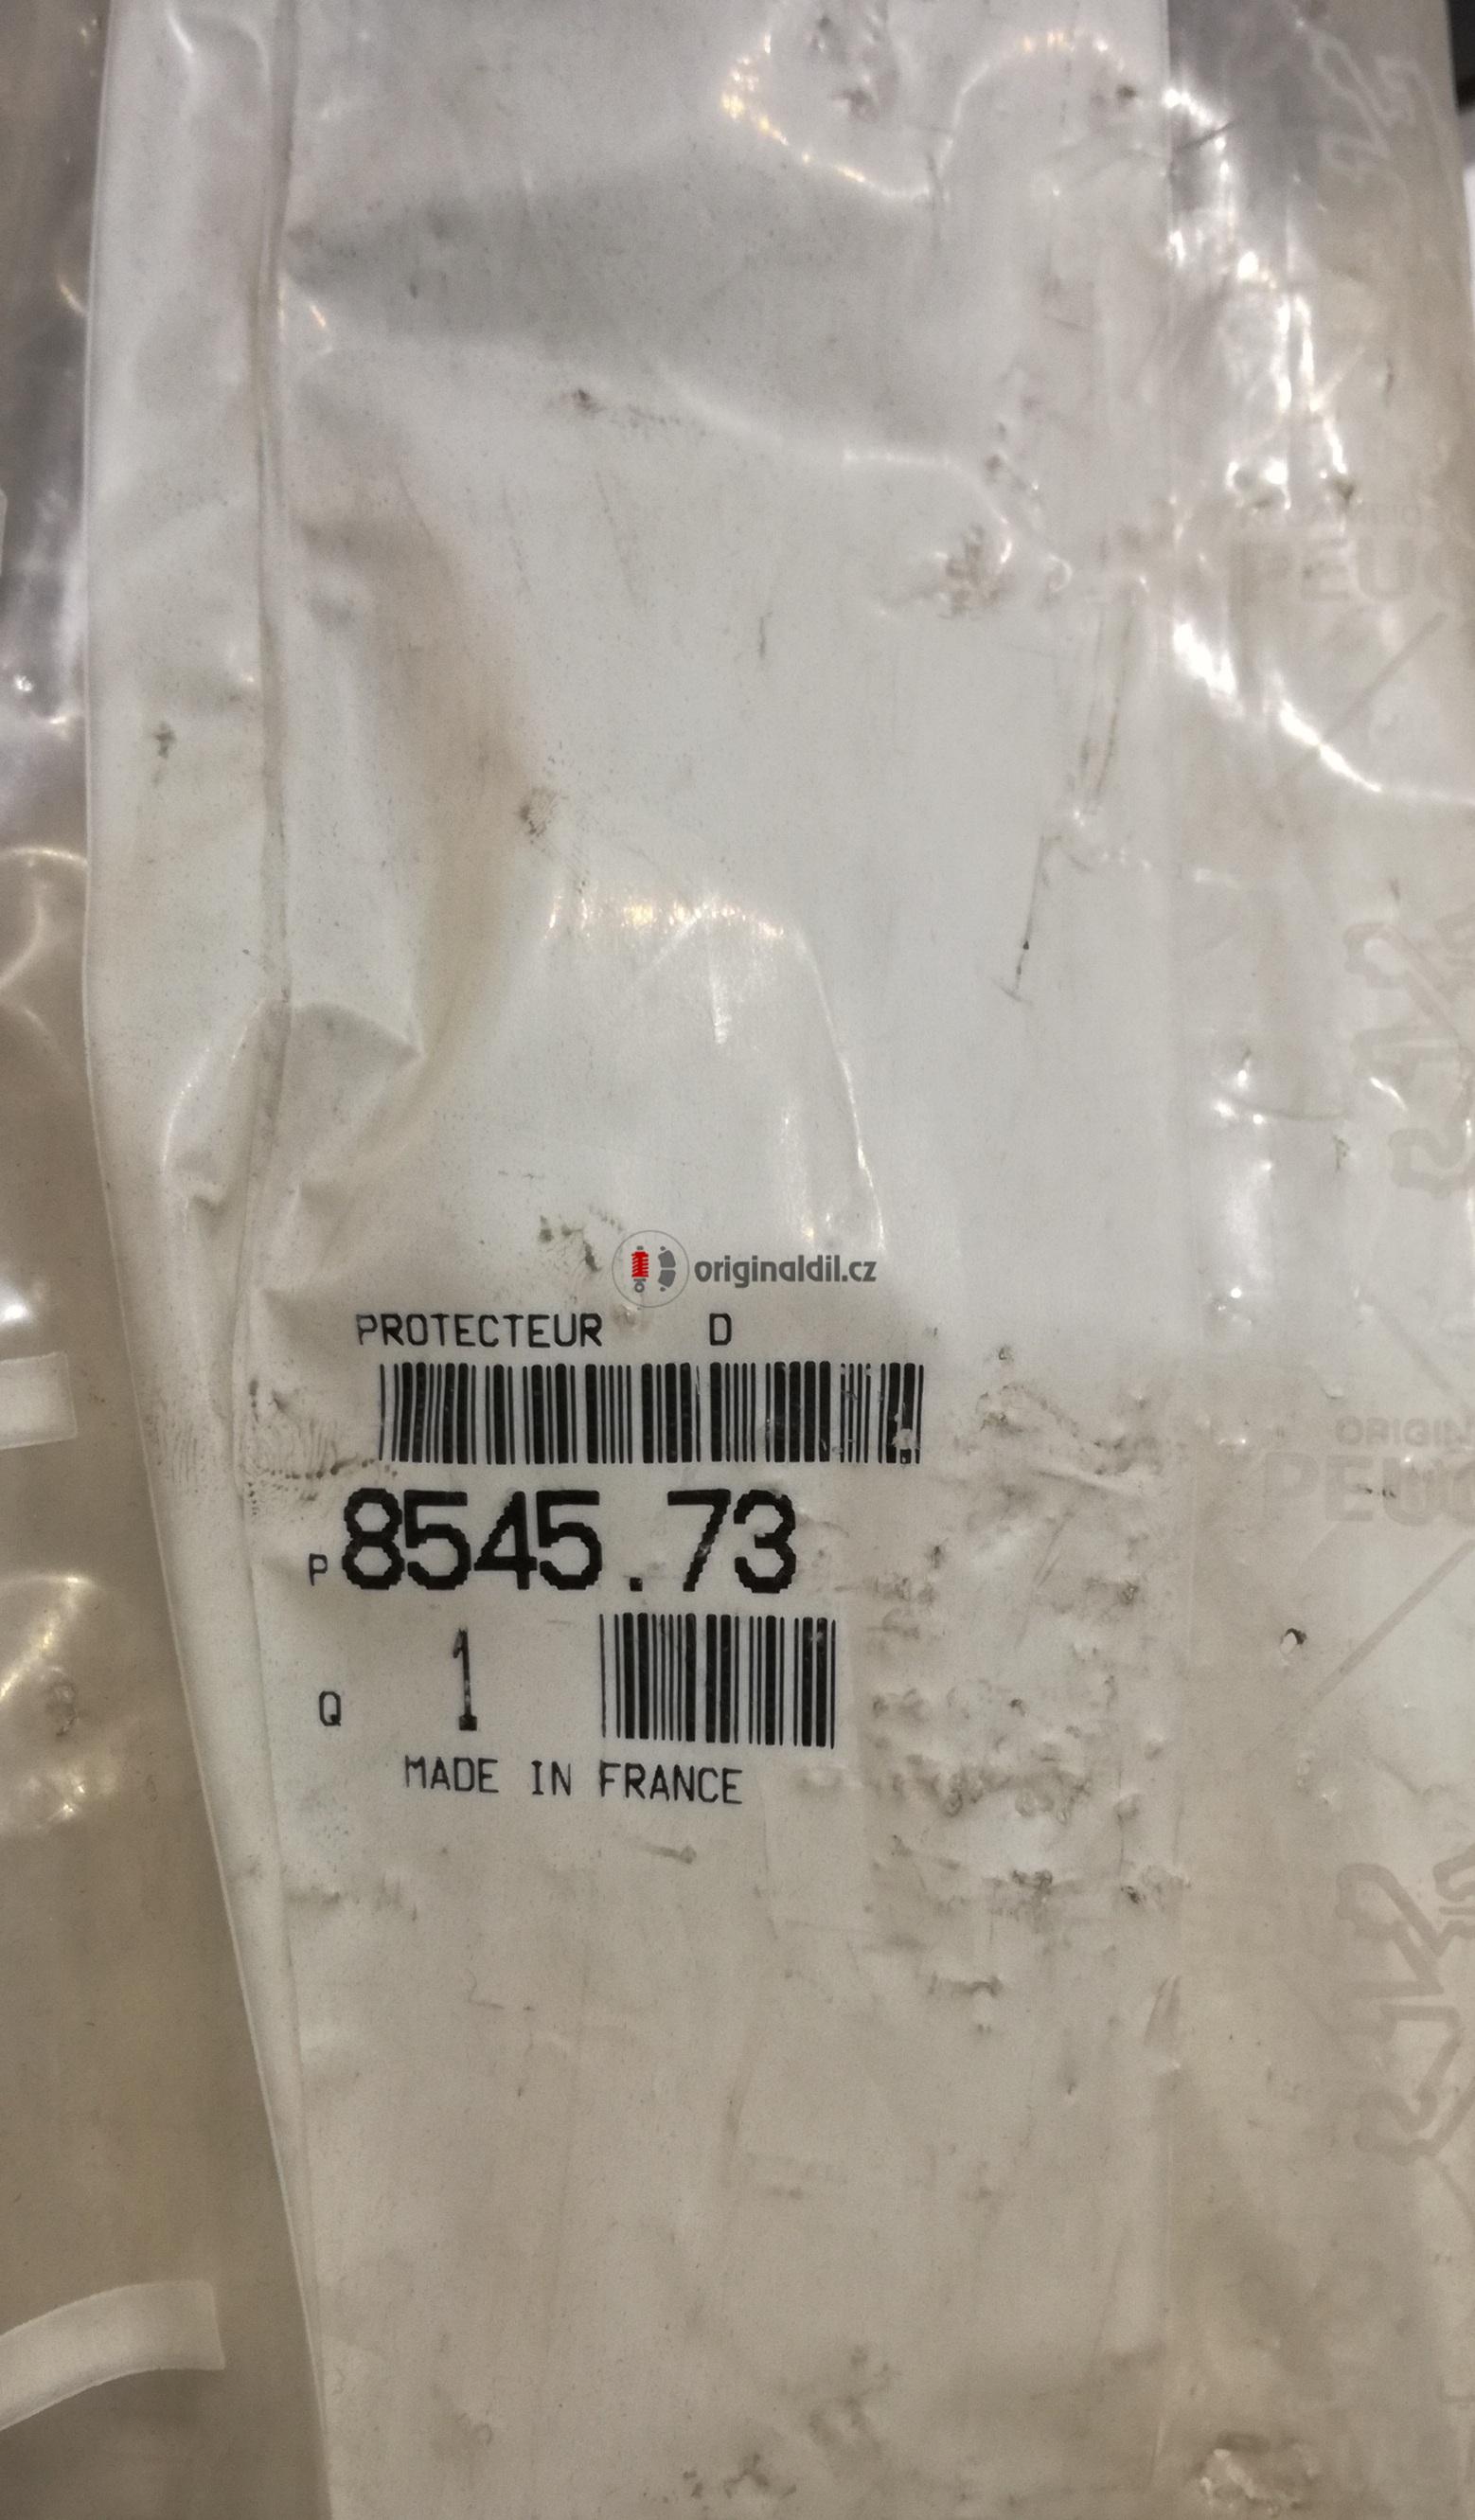 originaldil.cz
PROTECTEUR D
P 8545.73
Q 1
MADE IN FRANCE